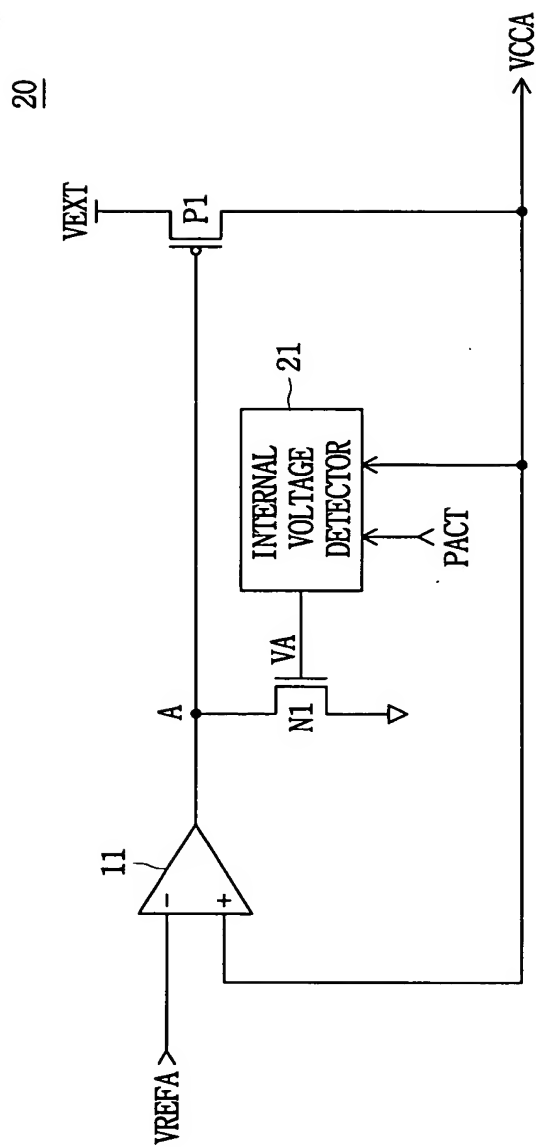 20
VEXT
P1
A
11
-
+
VREFA
VA
N1
INTERNAL
VOLTAGE
DETECTOR
21
PACT
VCCA